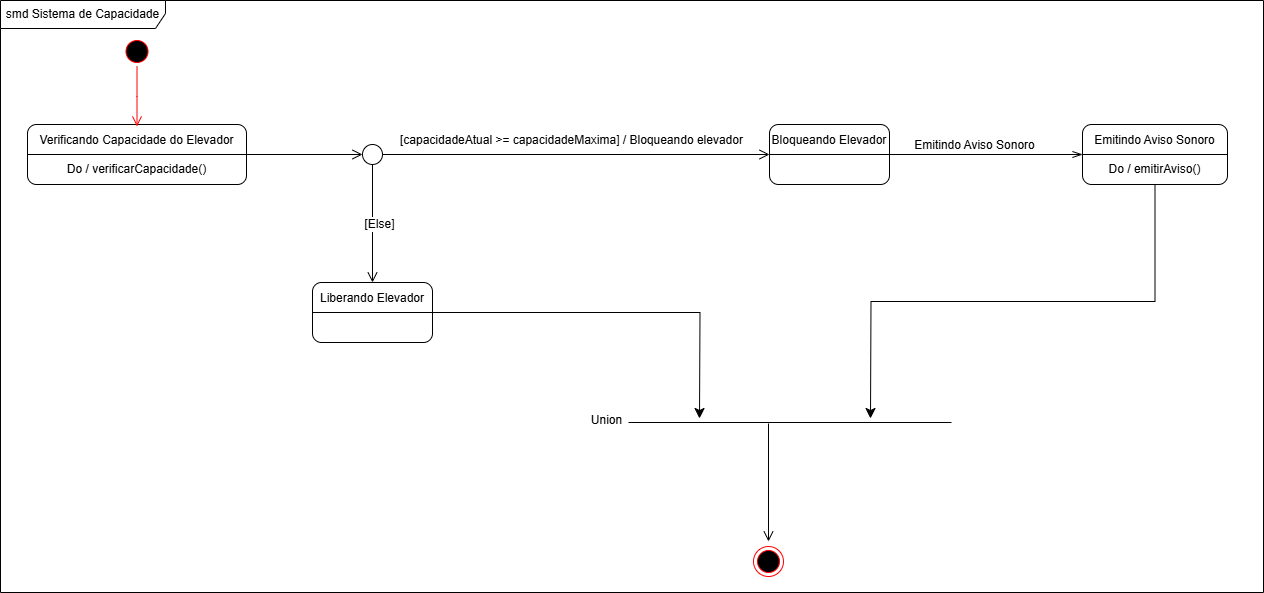 smd Sistema de Capacidade
Verificando Capacidade do Elevador
Do / verificarCapacidade()
[capacidadeAtual >= capacidadeMaxima] / Bloqueando elevador
Bloqueando Elevador
Emitindo Aviso Sonoro
Emitindo Aviso Sonoro
Do / emitirAviso()
[Else]
Liberando Elevador
Union